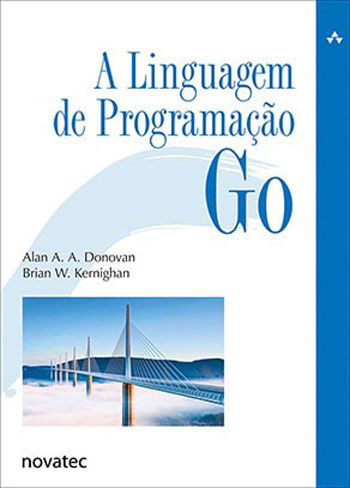 A Linguagem
de Programação
Go
Alan A. A. Donovan
Brian W. Kernighan
novatec